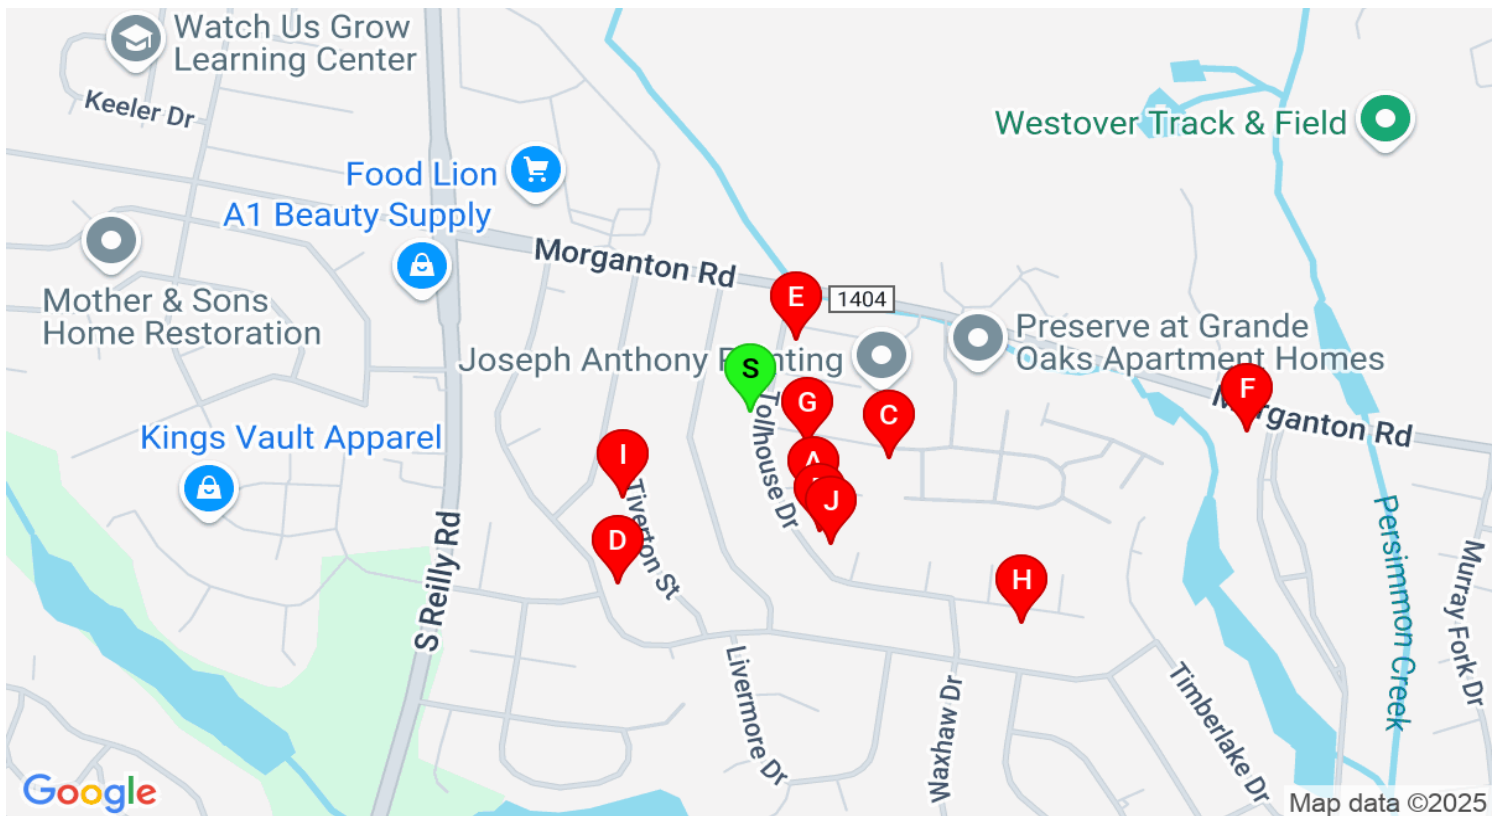 Watch Us Grow
Learning Center
Keeler Dr
Westover Track & Field
Food Lion
A1 Beauty Supply
Morganton Rd
1404
E
Mother & Sons
Home Restoration
Preserve at Grande
Oaks Apartment Homes
Joseph Anthony
S
F
Morganton Rd
G
C
Tollhouse Dr
Kings Vault Apparel
I
A
J
Tiverton St
D
H
S Reilly Rd
Persimmon Creek
Murray Fork Dr
Livermore Dr
Waxhaw Dr
Timberlake Dr
Google
Map data ©2025